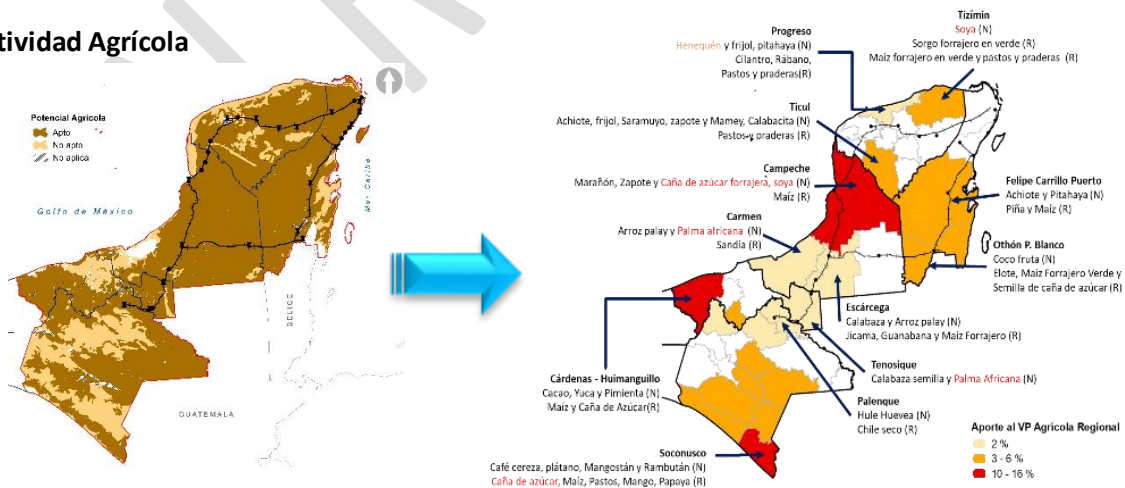 tividad Agrícola
Potencial Agrícola
Apto
No apto
No aplica
Golfo de México
Mar Caribe
BELICE
GUATEMALA
Progreso
Henequén y frijol, pitahaya (N)
Cilantro, Rábano,
Pastos y praderas(R)
Tizímin
Soya (N)
Sorgo forrajero en verde (R)
Maíz forrajero en verde y pastos y praderas (R)
Ticul
Achiote, frijol, Saramuyo, zapote y Mamey, Calabacita (N)
Pastos y praderas (R)
Campeche
Marañón, Zapote y Caña de azúcar forrajera, soya (N)
Maíz (R)
Carmen
Arroz palay y Palma africana (N)
Sandía (R)
Felipe Carrillo Puerto
Achiote y Pitahaya (N)
Piña y Maíz (R)
Othón P. Blanco
Coco fruta (N)
Elote, Maíz Forrajero Verde y
Semilla de caña de azúcar (R)
Escárcega
Calabaza y Arroz palay (N)
Jicama, Guanabana y Maíz Forrajero (R)
Tenosique
Calabaza semilla y Palma Africana (N)
Palenque
Hule Huevea (N)
Chile seco (R)
Cárdenas - Huimanguillo
Cacao, Yuca y Pimienta (N)
Maíz y Caña de Azúcar(R)
Soconusco
Café cereza, plátano, Mangostán y Rambután (N)
Caña de azúcar, Maíz, Pastos, Mango, Papaya (R)
Aporte al VP Agrícola Regional
2 %
3 - 6 %
10 - 16 %